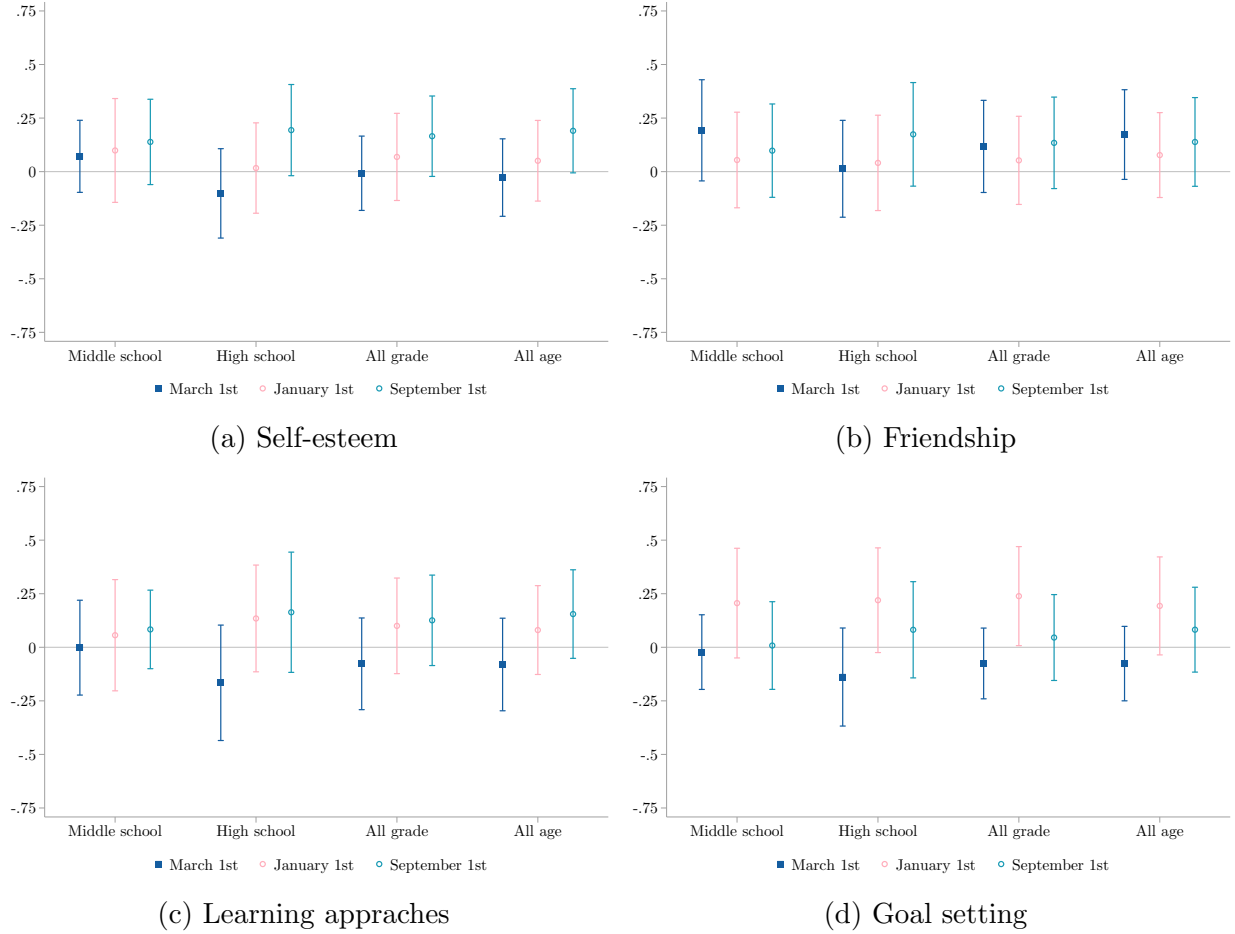 .75
.5
.25
0
-.25
-.5
-.75
Middle school High school All grade All age
March 1st January 1st September 1st
(a) Self-esteem
.75
.5
.25
0
-.25
-.5
-.75
Middle school High school All grade All age
March 1st January 1st September 1st
(b) Friendship
.75
.5
.25
0
-.25
-.5
-.75
Middle school High school All grade All age
March 1st January 1st September 1st
(c) Learning appraches
.75
.5
.25
0
-.25
-.5
-.75
Middle school High school All grade All age
March 1st January 1st September 1st
(d) Goal setting